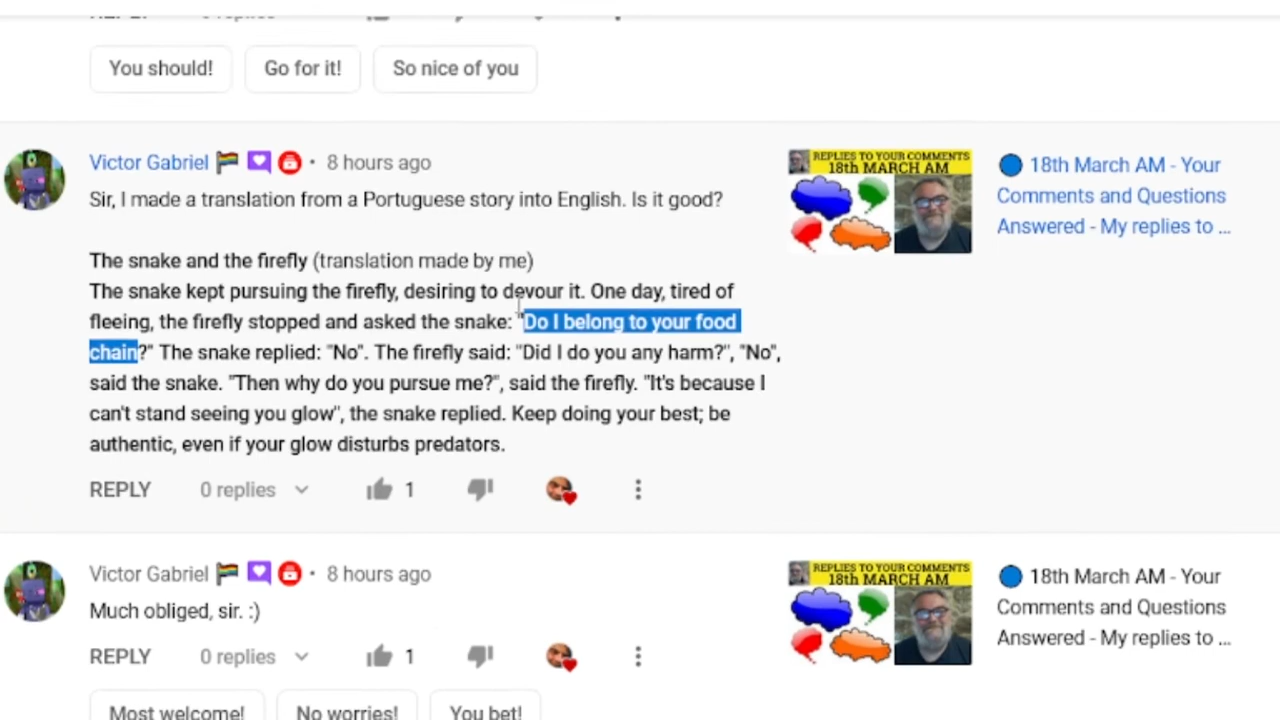 You should!
Go for it!
So nice of you
Victor Gabriel
• 8 hours ago
Sir, I made a translation from a Portuguese story into English. Is it good?
The snake and the firefly (translation made by me)
The snake kept pursuing the firefly, desiring to devour it. One day, tired of
fleeing, the firefly stopped and asked the snake: "Do I belong to your food
chain?" The snake replied: "No". The firefly said: "Did I do you any harm?", "No",
said the snake. "Then why do you pursue me?", said the firefly. "It's because I
can't stand seeing you glow", the snake replied. Keep doing your best; be
authentic, even if your glow disturbs predators.
REPLY
0 replies
1
REPLIES TO YOUR COMMENTS
18th MARCH AM
18th March AM - Your
Comments and Questions
Answered - My replies to ...
Victor Gabriel
• 8 hours ago
Much obliged, sir. :)
REPLY
0 replies
1
REPLIES TO YOUR COMMENTS
18th MARCH AM
18th March AM - Your
Comments and Questions
Answered - My replies to ...
Most welcome!
No worries!
You bet!